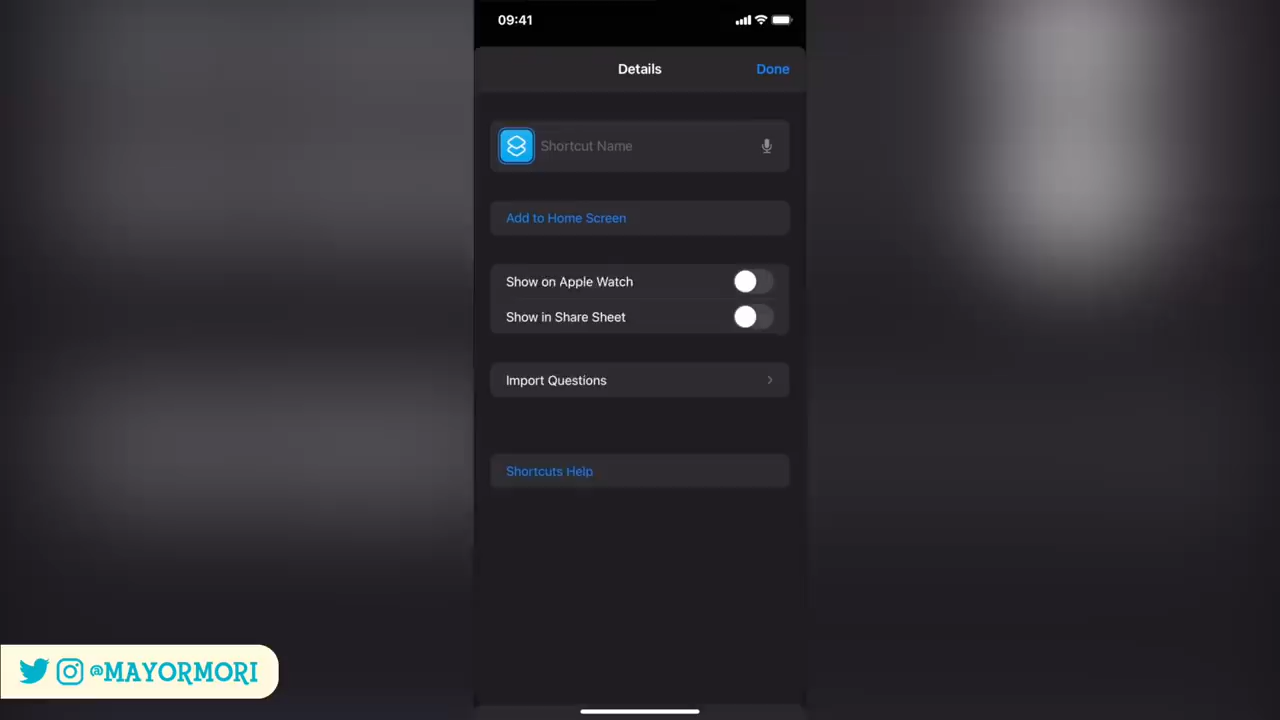 09:41
Details
Done
Shortcut Name
Add to Home Screen
Show on Apple Watch
Show in Share Sheet
Import Questions
Shortcuts Help
@MAYORMORI